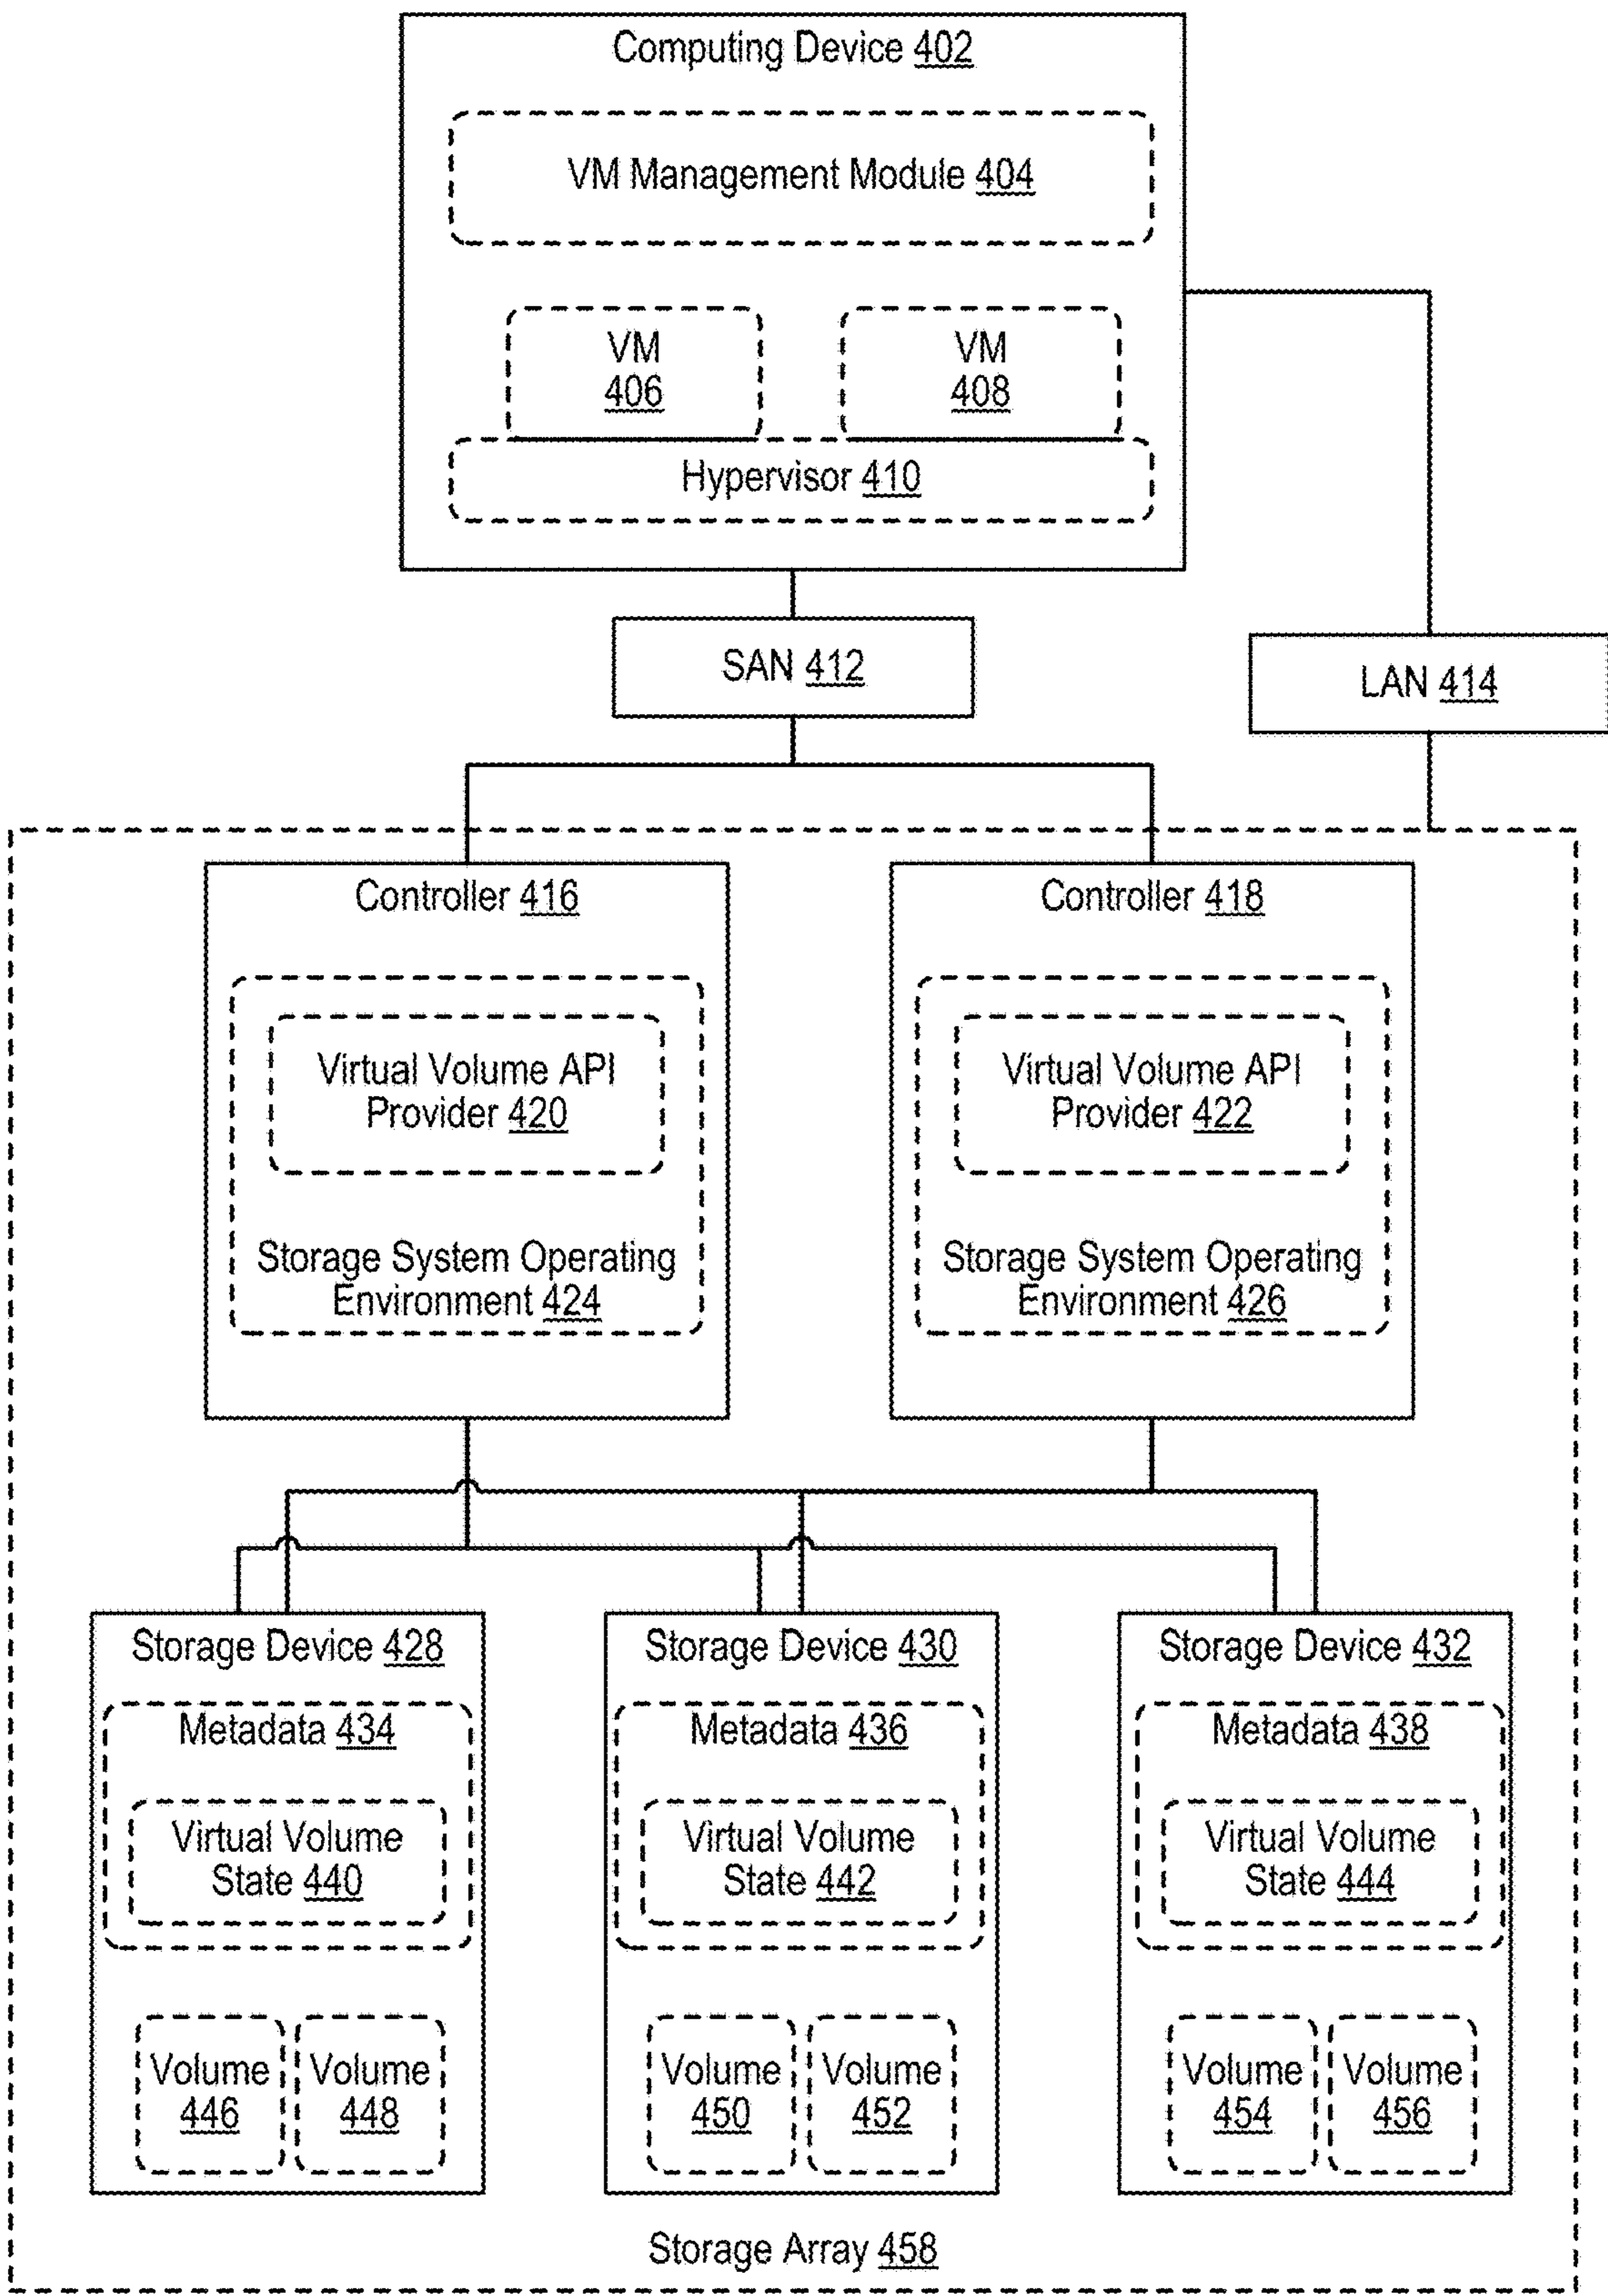 Computing Device 402
VM Management Module 404
VM
406
VM
408
Hypervisor 410
SAN 412
LAN 414
Controller 416
Controller 418
Virtual Volume API
Provider 420
Virtual Volume API
Provider 422
Storage System Operating
Environment 424
Storage System Operating
Environment 426
Storage Device 428
Storage Device 430
Storage Device 432
Metadata 434
Metadata 436
Metadata 438
Virtual Volume
State 440
Virtual Volume
State 442
Virtual Volume
State 444
Volume
446
Volume
448
Volume
450
Volume
452
Volume
454
Volume
456
Storage Array 458